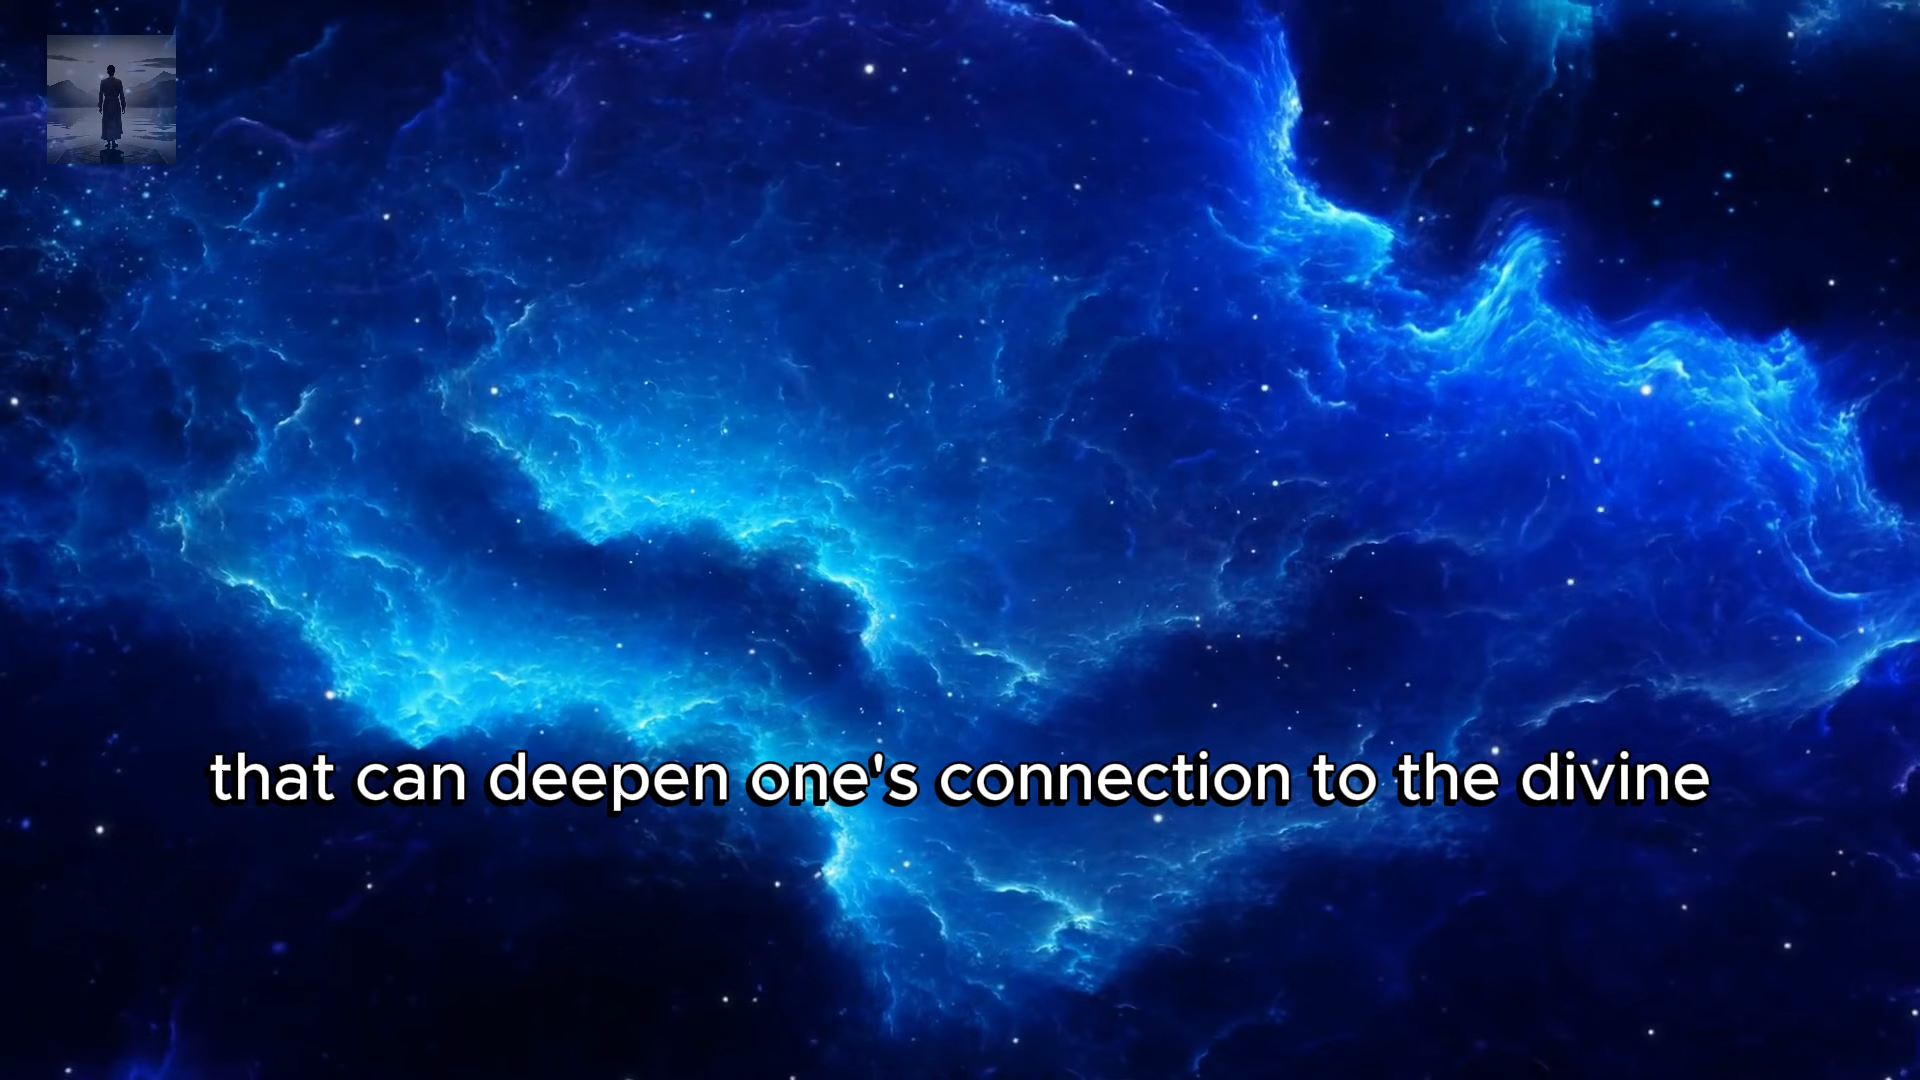 that can deepen one's connection to the divine